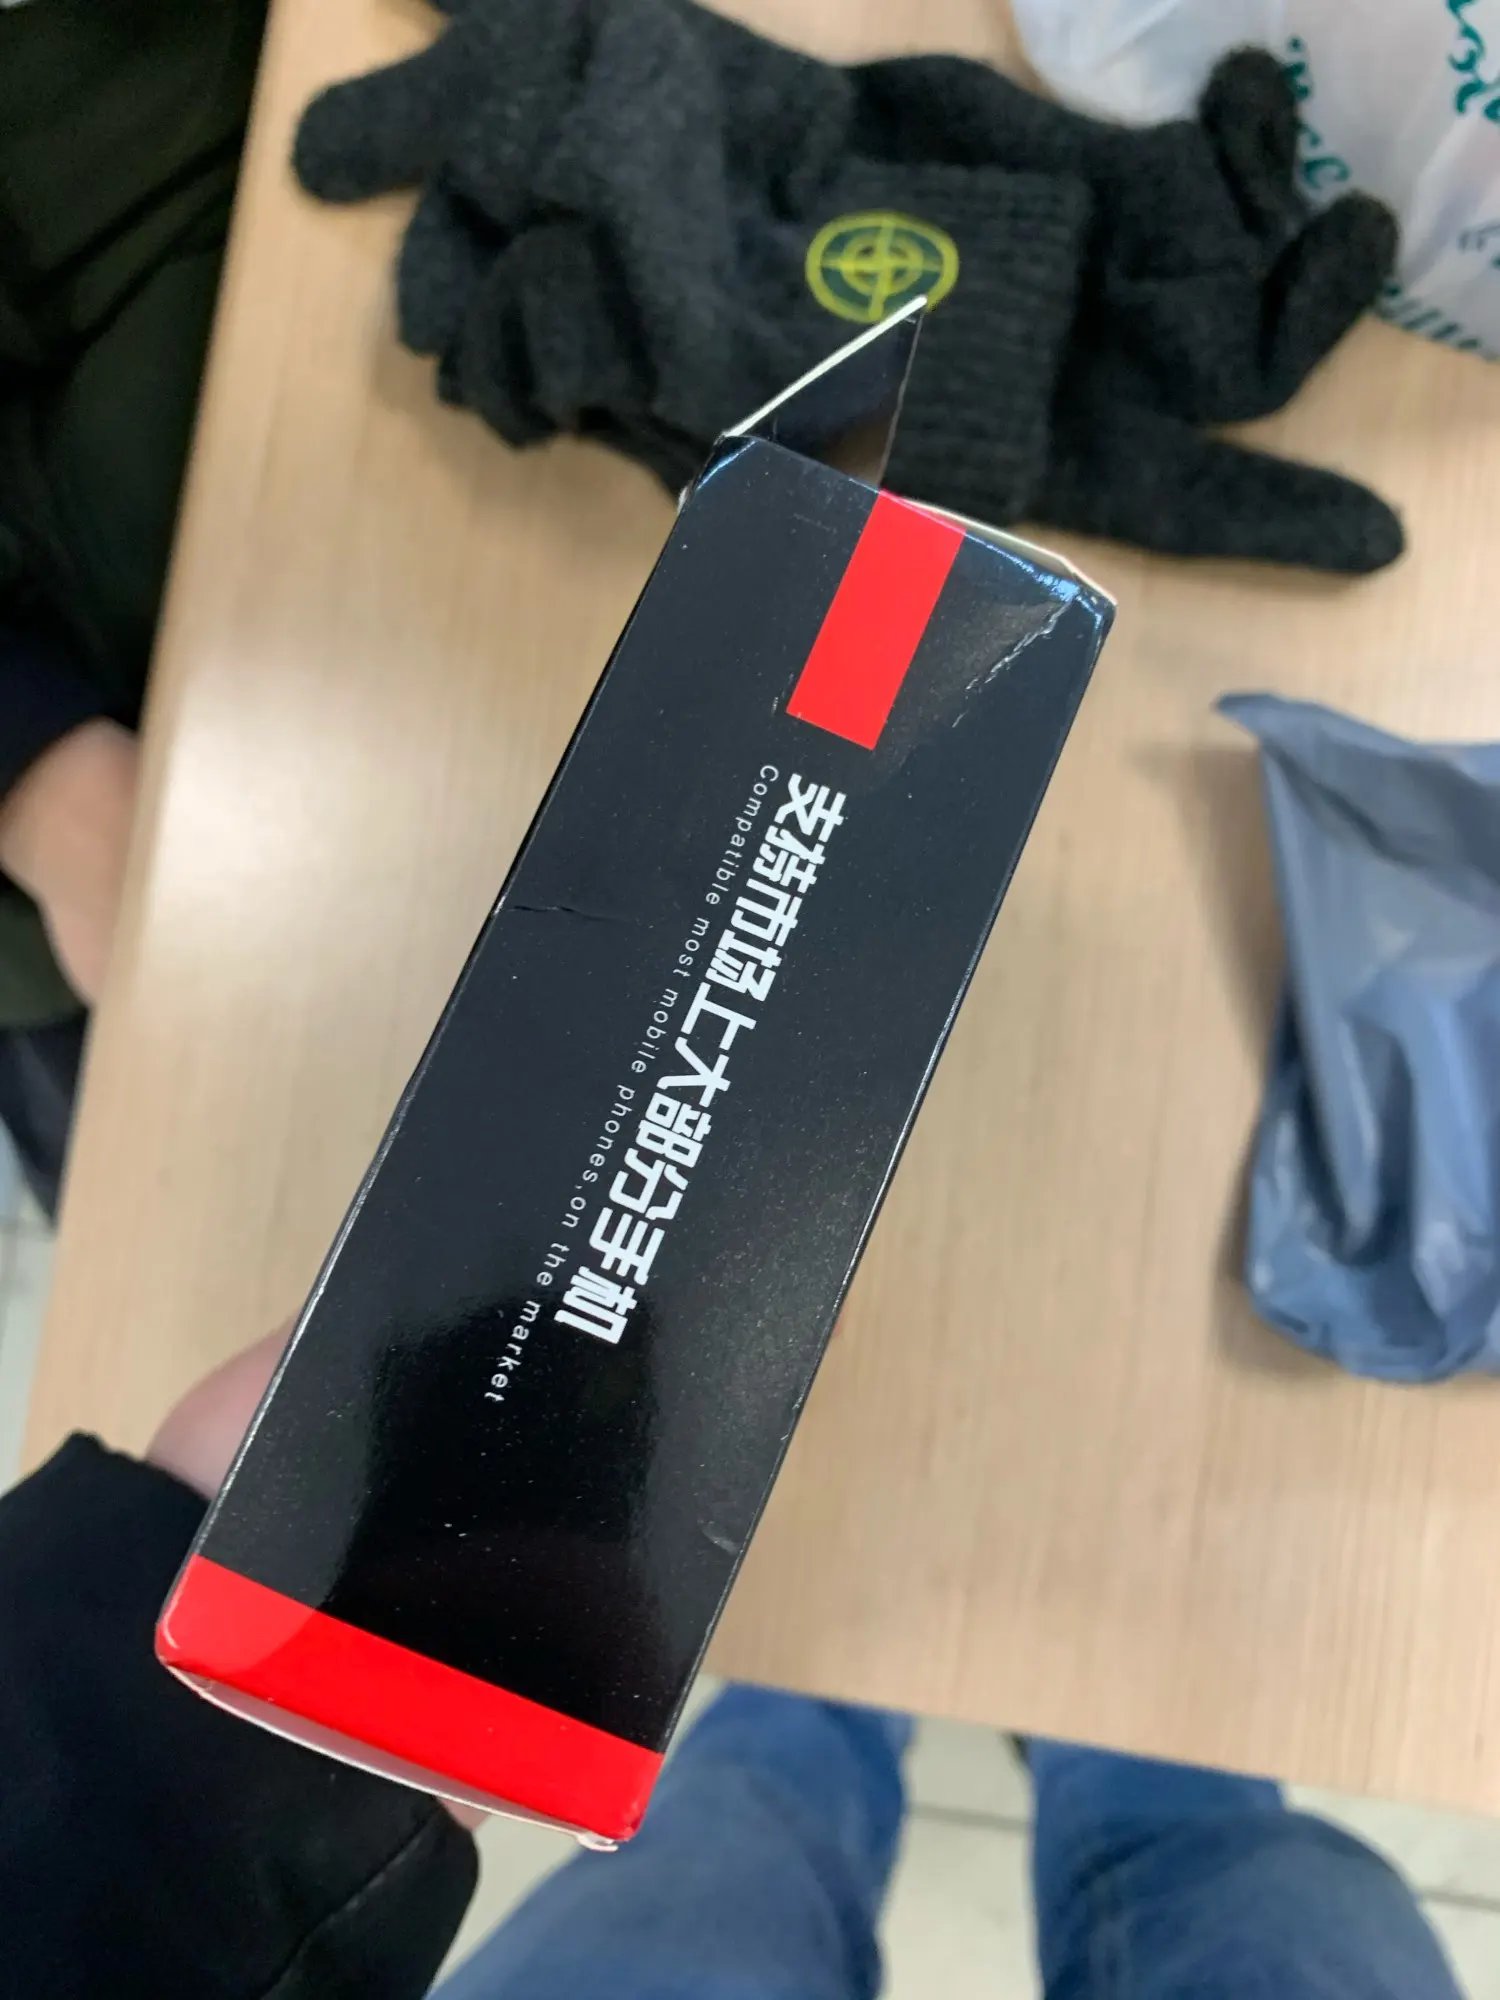 支持市场上大部分手机
Compatible most mobile phones,on the market